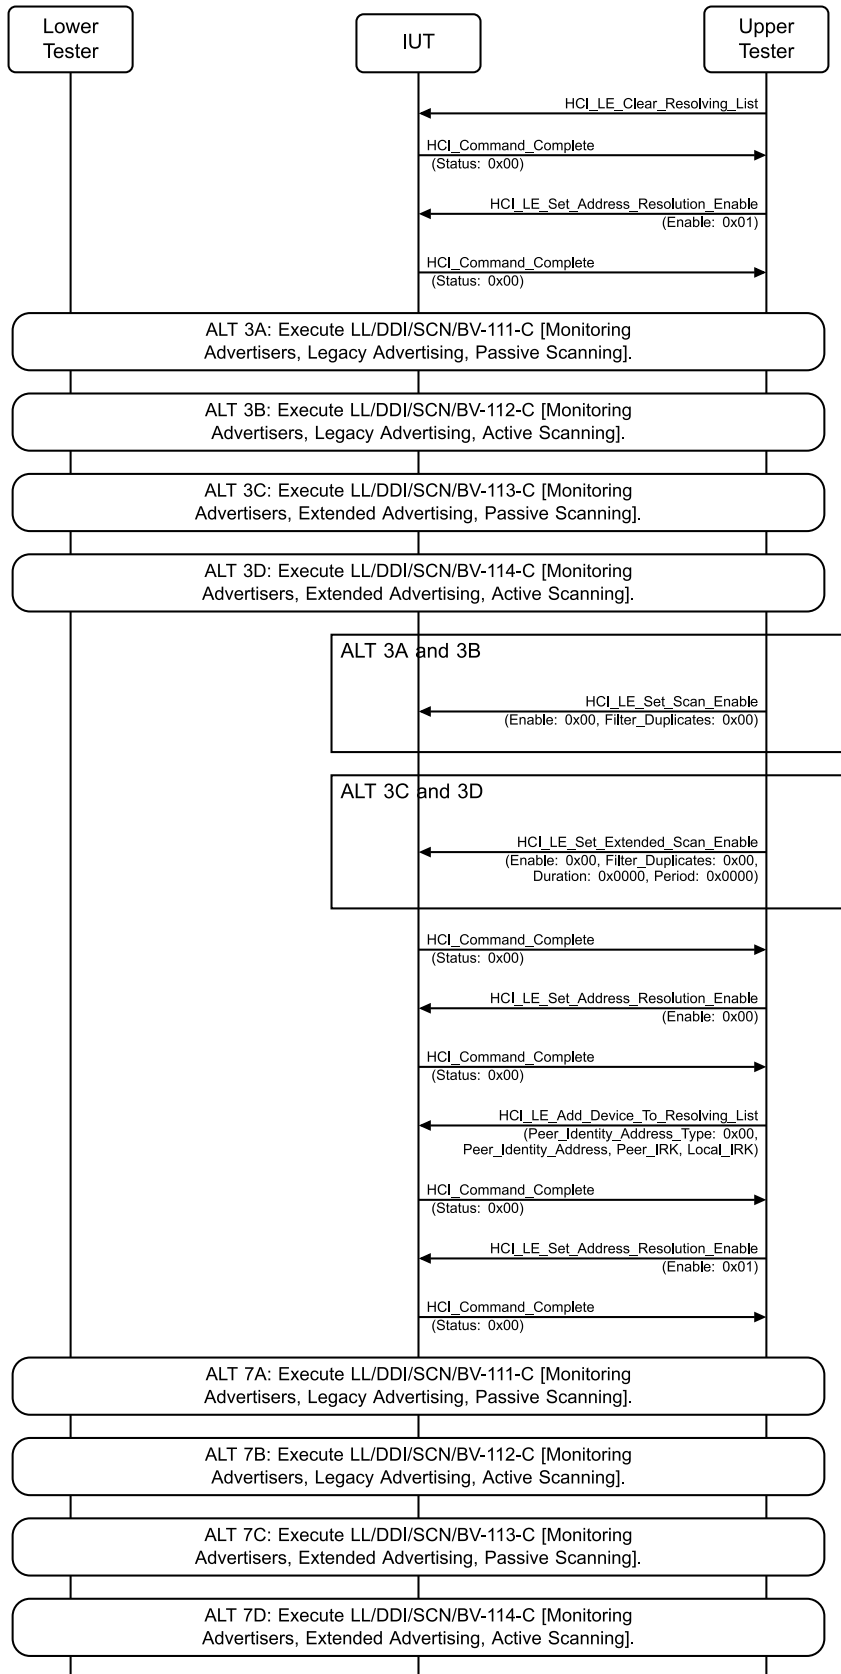 Lower
Tester
IUT
Upper
Tester
HCI_LE_Clear_Resolving_List
HCI_Command_Complete
(Status: 0x00)
HCI_LE_Set_Address_Resolution_Enable
(Enable: 0x01)
HCI_Command_Complete
(Status: 0x00)
ALT 3A: Execute LL/DDI/SCN/BV-111-C [Monitoring
Advertisers, Legacy Advertising, Passive Scanning].
ALT 3B: Execute LL/DDI/SCN/BV-112-C [Monitoring
Advertisers, Legacy Advertising, Active Scanning].
ALT 3C: Execute LL/DDI/SCN/BV-113-C [Monitoring
Advertisers, Extended Advertising, Passive Scanning].
ALT 3D: Execute LL/DDI/SCN/BV-114-C [Monitoring
Advertisers, Extended Advertising, Active Scanning].
ALT 3A and 3B
HCI_LE_Set_Scan_Enable
(Enable: 0x00, Filter_Duplicates: 0x00)
ALT 3C and 3D
HCI_LE_Set_Extended_Scan_Enable
(Enable: 0x00, Filter_Duplicates: 0x00,
Duration: 0x0000, Period: 0x0000)
HCI_Command_Complete
(Status: 0x00)
HCI_LE_Set_Address_Resolution_Enable
(Enable: 0x00)
HCI_Command_Complete
(Status: 0x00)
HCI_LE_Add_Device_To_Resolving_List
(Peer_Identity_Address_Type: 0x00,
Peer_Identity_Address, Peer_IRK, Local_IRK)
HCI_Command_Complete
(Status: 0x00)
HCI_LE_Set_Address_Resolution_Enable
(Enable: 0x01)
HCI_Command_Complete
(Status: 0x00)
ALT 7A: Execute LL/DDI/SCN/BV-111-C [Monitoring
Advertisers, Legacy Advertising, Passive Scanning].
ALT 7B: Execute LL/DDI/SCN/BV-112-C [Monitoring
Advertisers, Legacy Advertising, Active Scanning].
ALT 7C: Execute LL/DDI/SCN/BV-113-C [Monitoring
Advertisers, Extended Advertising, Passive Scanning].
ALT 7D: Execute LL/DDI/SCN/BV-114-C [Monitoring
Advertisers, Extended Advertising, Active Scanning].